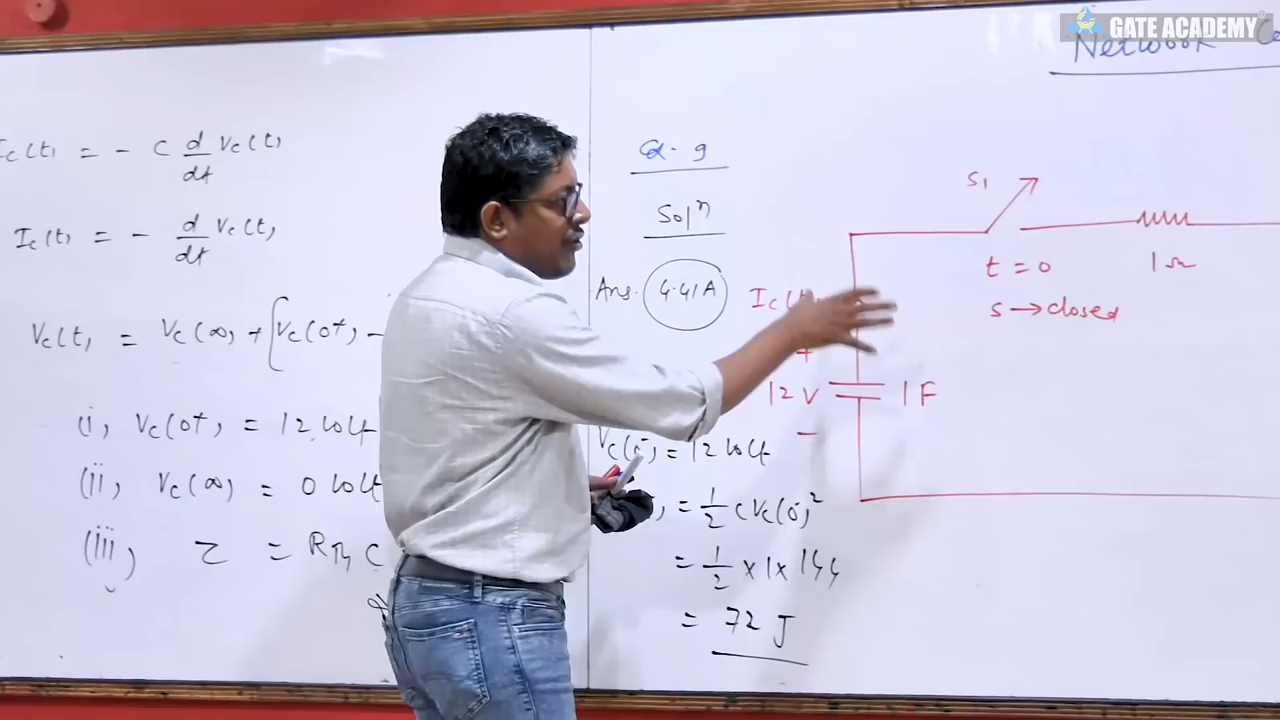 GATE ACADEMY
Network
Ic(t) = - C d/dt Vc(t)
Ic(t) = - d/dt Vc(t)
Vc(t) = Vc(∞) + [Vc(0+) -
(i) Vc(0+) = 12 volt
(ii) Vc(∞) = 0 volt
(iii) τ = RTh C
Q. 9
Solⁿ
Ans. 4.41A
Vc(0-) = 12 volt
= 1/2 C Vc(0-)²
= 1/2 × 1 × 144
= 72 J
S1
t = 0
S → closed
1Ω
Ic(t)
+
12 V
-
1F